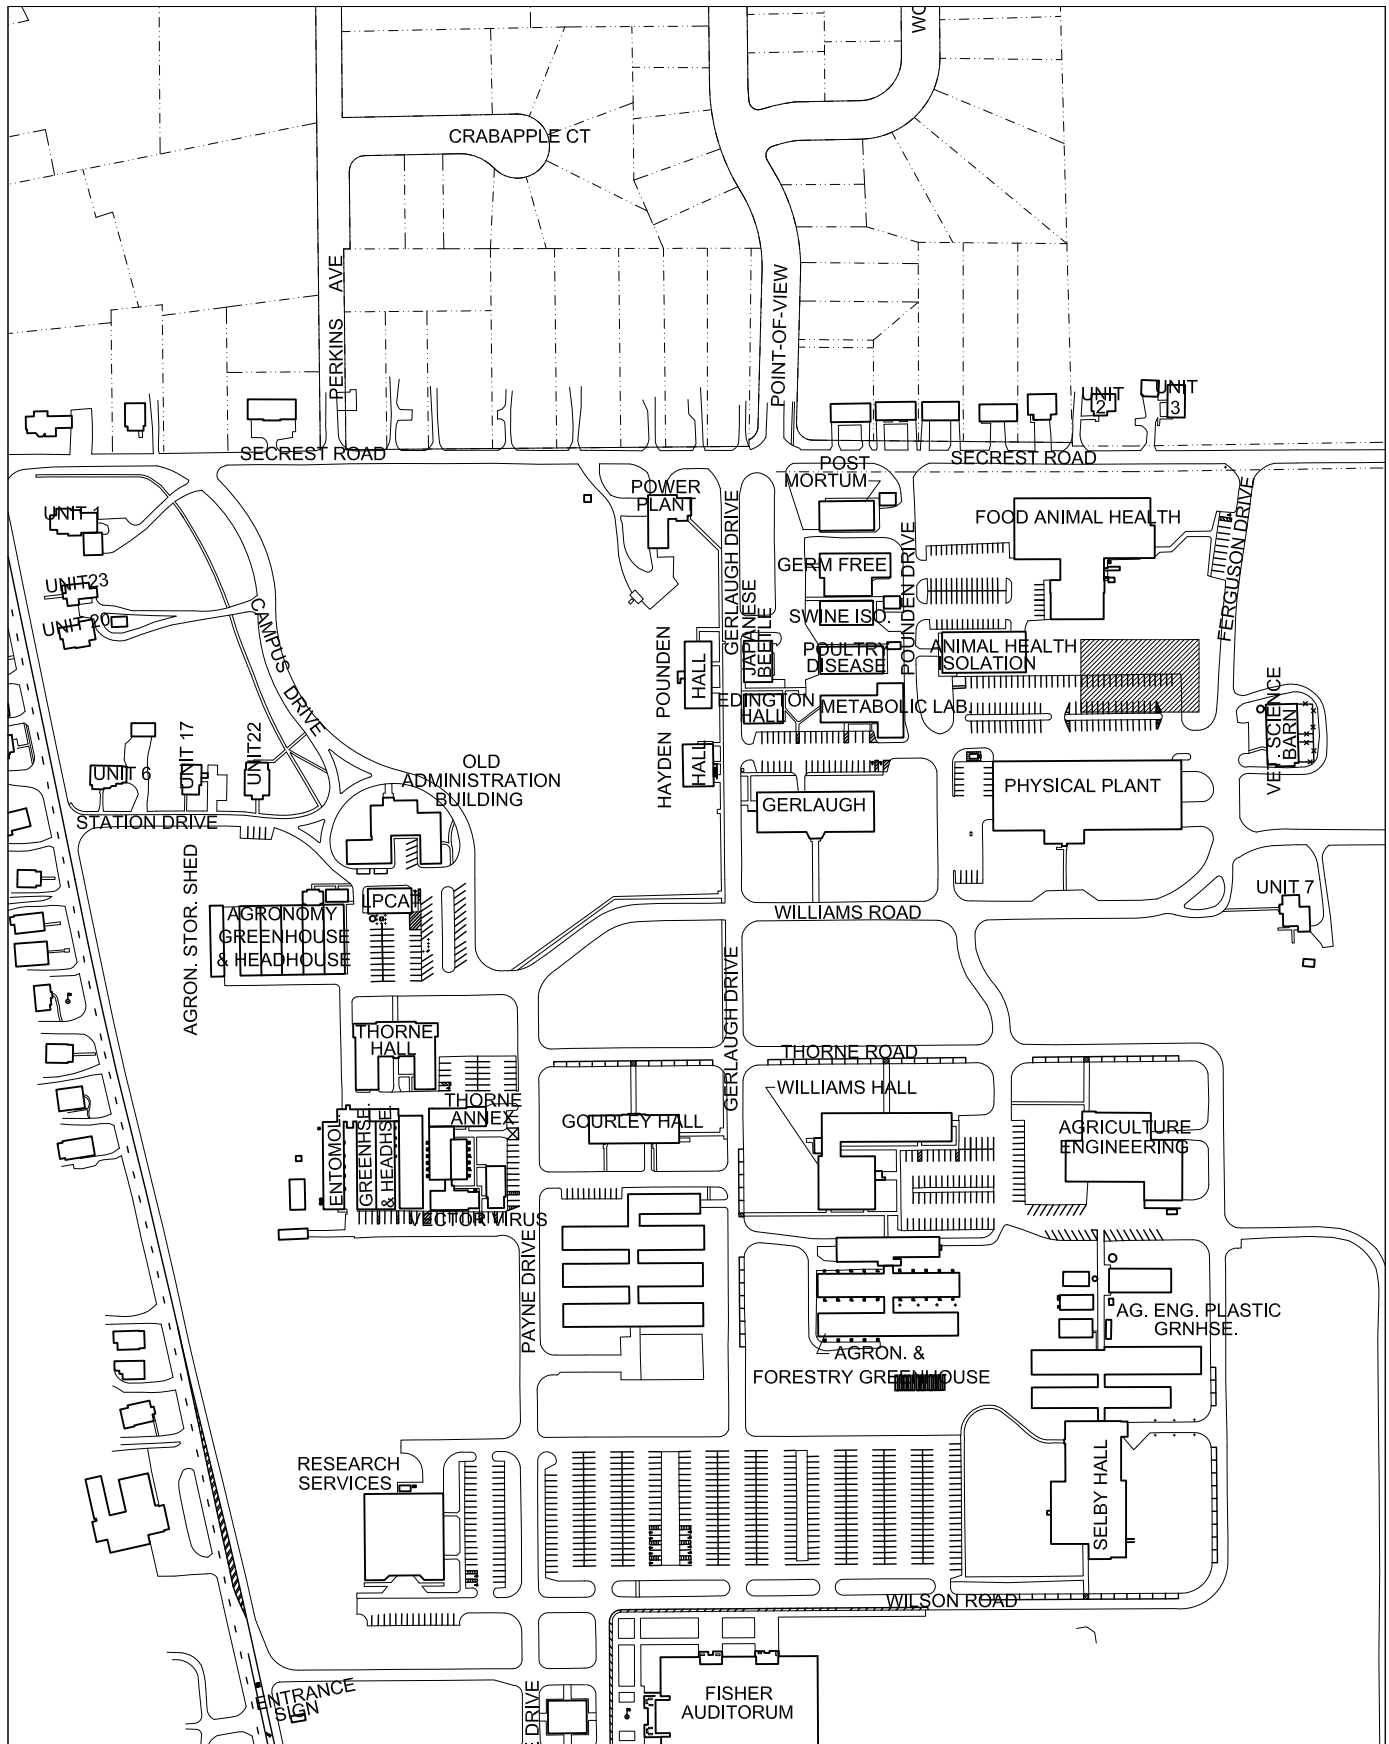 WO
CRABAPPLE CT
PERKINS AVE
POINT-OF-VIEW
UNIT
2
UNIT
3
SECREST ROAD
SECREST ROAD
POST
MORTUM
POWER
PLANT
GERLAUGH DRIVE
FOOD ANIMAL HEALTH
FERGUSON DRIVE
UNIT 1
POUNDEN DRIVE
GERM FREE
UNIT23
JAPANESE
BEETLE
SWINE ISO.
UNIT 20
CAMPUS DRIVE
POULTRY
DISEASE
ANIMAL HEALTH
ISOLATION
POUNDEN
HALL
EDINGTON
HALL
METABOLIC LAB.
VET. SCIENCE
BARN
UNIT 17
UNIT22
UNIT 6
OLD
ADMINISTRATION
BUILDING
HAYDEN
HALL
PHYSICAL PLANT
GERLAUGH
STATION DRIVE
AGRON. STOR. SHED
LPCAT
UNIT 7
AGRONOMY
GREENHOUSE
& HEADHOUSE
WILLIAMS ROAD
GERLAUGH DRIVE
THORNE
HALL
THORNE ROAD
WILLIAMS HALL
THORNE
ANNEX
GOURLEY HALL
AGRICULTURE
ENGINEERING
ENTOMOL.
GREENHSE.
& HEADHSE.
VECTOR VIRUS
PAYNE DRIVE
AG. ENG. PLASTIC
GRNHSE.
AGRON. &
FORESTRY GREENHOUSE
RESEARCH
SERVICES
SELBY HALL
WILSON ROAD
ENTRANCE
SIGN
E DRIVE
FISHER
AUDITORUM